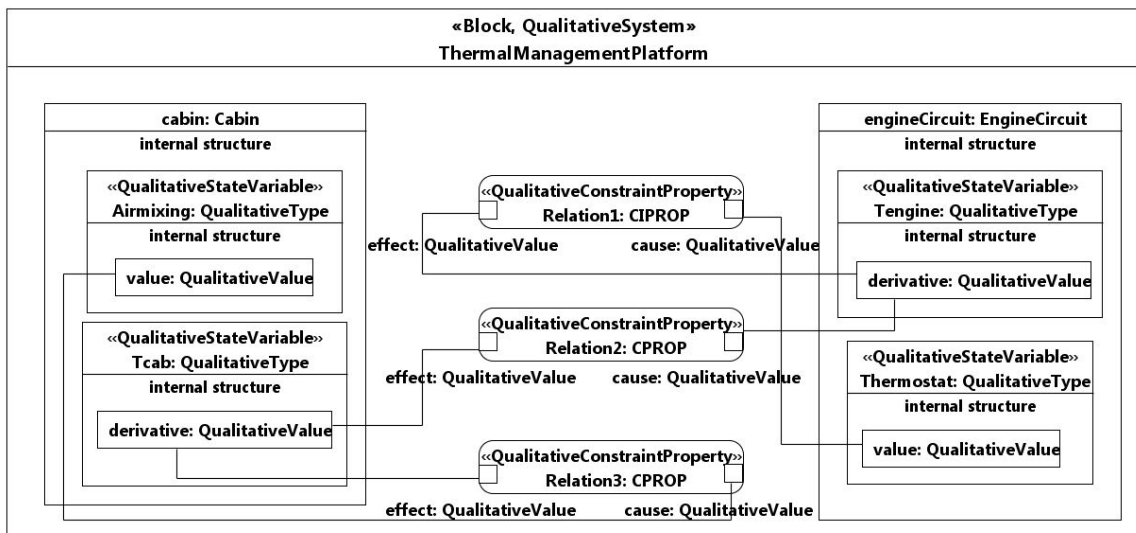 «Block, QualitativeSystem»
ThermalManagementPlatform
cabin: Cabin
internal structure
«QualitativeStateVariable»
Airmixing: QualitativeType
internal structure
value: QualitativeValue
«QualitativeStateVariable»
Tcab: QualitativeType
internal structure
derivative: QualitativeValue
«QualitativeConstraintProperty»
Relation1: CIPROP
effect: QualitativeValue
cause: QualitativeValue
«QualitativeConstraintProperty»
Relation2: CPROP
effect: QualitativeValue
cause: QualitativeValue
«QualitativeConstraintProperty»
Relation3: CPROP
effect: QualitativeValue
cause: QualitativeValue
engineCircuit: EngineCircuit
internal structure
«QualitativeStateVariable»
Tengine: QualitativeType
internal structure
derivative: QualitativeValue
«QualitativeStateVariable»
Thermostat: QualitativeType
internal structure
value: QualitativeValue